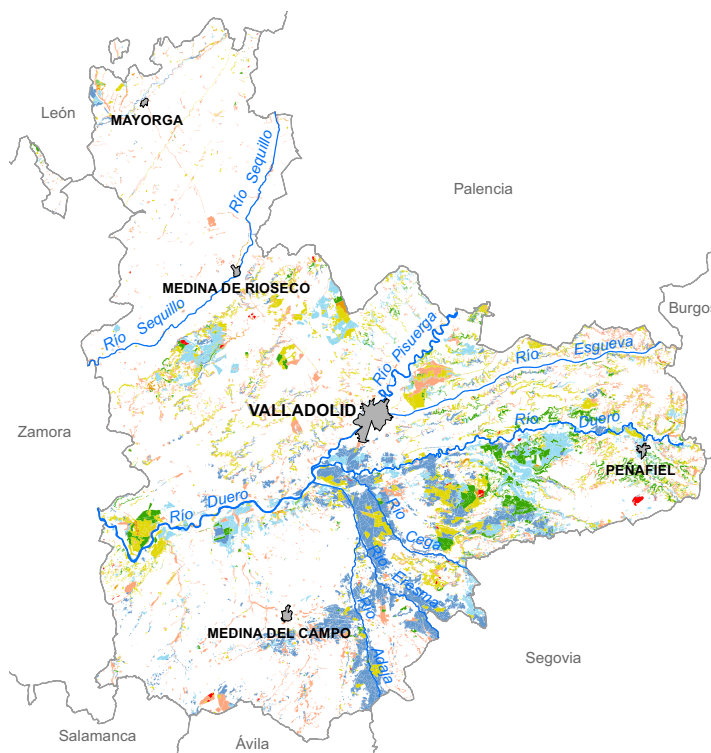 León
MAYORGA
Río Sequillo
Palencia
MEDINA DE RIOSECO
Burgos
Río Sequillo
Río Pisuerga
Río Esgueva
VALLADOLID
Río Duero
Zamora
PEÑAFIEL
Río Duero
Río Cega
Río Eresma
MEDINA DEL CAMPO
Río Adaja
Segovia
Salamanca
Ávila